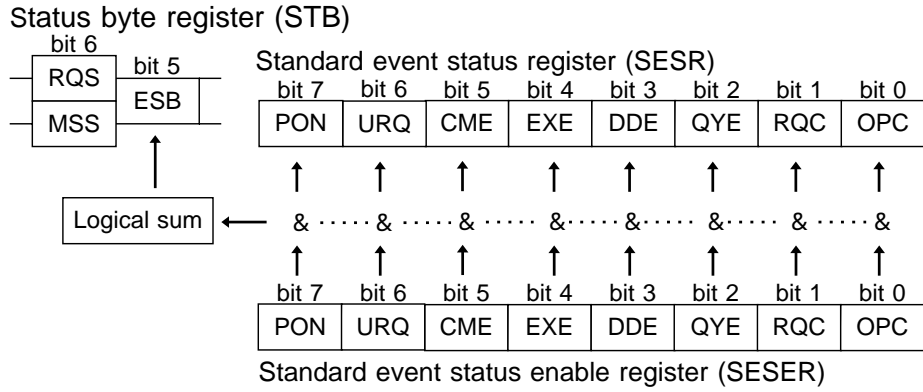 Status byte register (STB)
bit 6
bit 5
RQS
ESB
MSS
Standard event status register (SESR)
bit 7 bit 6 bit 5 bit 4 bit 3 bit 2 bit 1 bit 0
PON URQ CME EXE DDE QYE RQC OPC
Logical sum
& & & & & & & &
bit 7 bit 6 bit 5 bit 4 bit 3 bit 2 bit 1 bit 0
PON URQ CME EXE DDE QYE RQC OPC
Standard event status enable register (SESER)